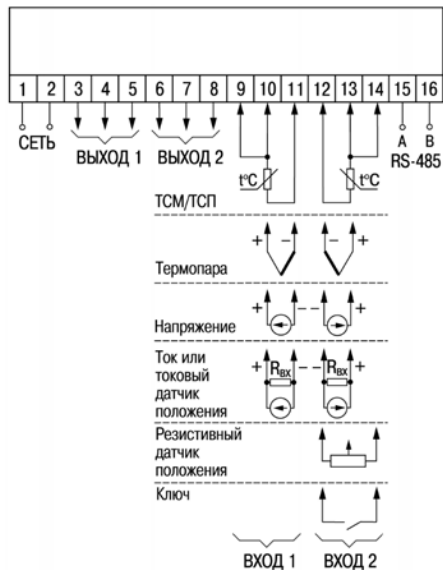 1 2 3 4 5 6 7 8 9 10 11 12 13 14 15 16
СЕТЬ
ВЫХОД 1
ВЫХОД 2
A B
RS-485
t°C
t°C
ТСМ/ТСП
+ – – +
Термопара
+ – – +
Напряжение
+ Rвх – – Rвх +
Ток или
токовый
датчик
положения
Резистивный
датчик
положения
Ключ
ВХОД 1
ВХОД 2